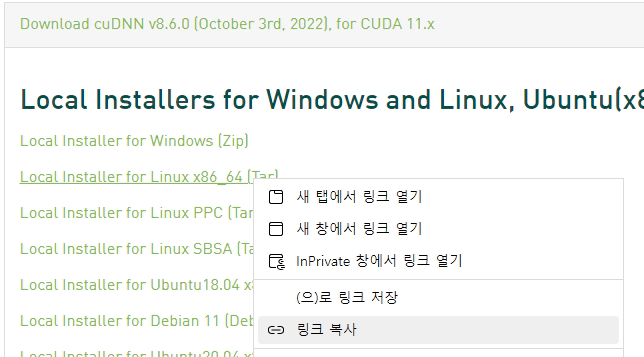 Download cuDNN v8.6.0 (October 3rd, 2022), for CUDA 11.x
Local Installers for Windows and Linux, Ubuntu(x8
Local Installer for Windows (Zip)
Local Installer for Linux x86_64 (Tar)
Local Installer for Linux PPC (Tar
Local Installer for Linux SBSA (Ta
Local Installer for Ubuntu18.04 x8
Local Installer for Debian 11 (Deb
Local Installer for Ubuntu20.04 x8
새 탭에서 링크 열기
새 창에서 링크 열기
InPrivate 창에서 링크 열기
(으)로 링크 저장
링크 복사